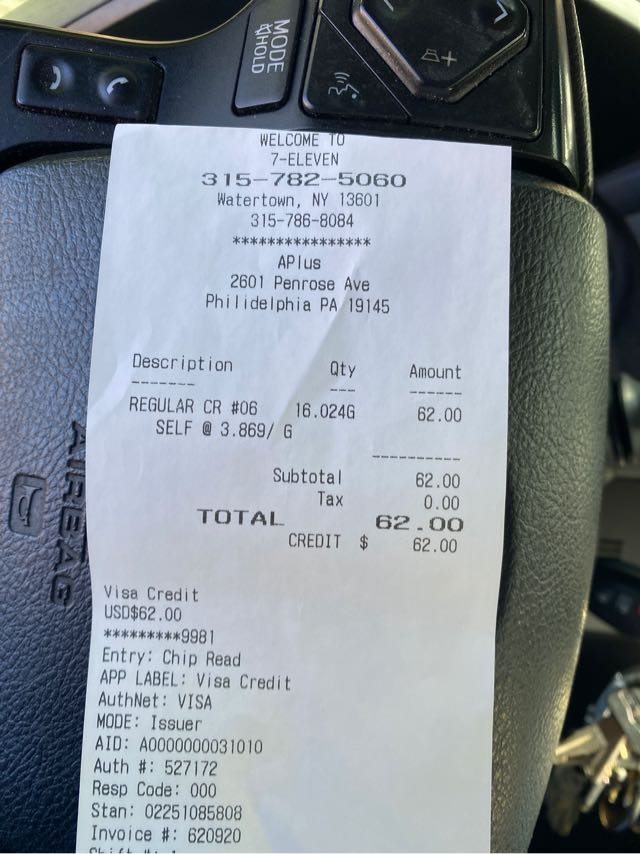 MODE
HOLD
WELCOME TO
7-ELEVEN
315-782-5060
Watertown, NY 13601
315-786-8084
****************
APlus
2601 Penrose Ave
Philidelphia PA 19145
Description Qty Amount
------- --- ------
REGULAR CR #06 16.024G 62.00
SELF @ 3.869/ G
----------
Subtotal 62.00
Tax 0.00
TOTAL 62.00
CREDIT $ 62.00
Visa Credit
USD$62.00
*********9981
Entry: Chip Read
APP LABEL: Visa Credit
AuthNet: VISA
MODE: Issuer
AID: A0000000031010
Auth #: 527172
Resp Code: 000
Stan: 02251085808
Invoice #: 620920
AIRBAG